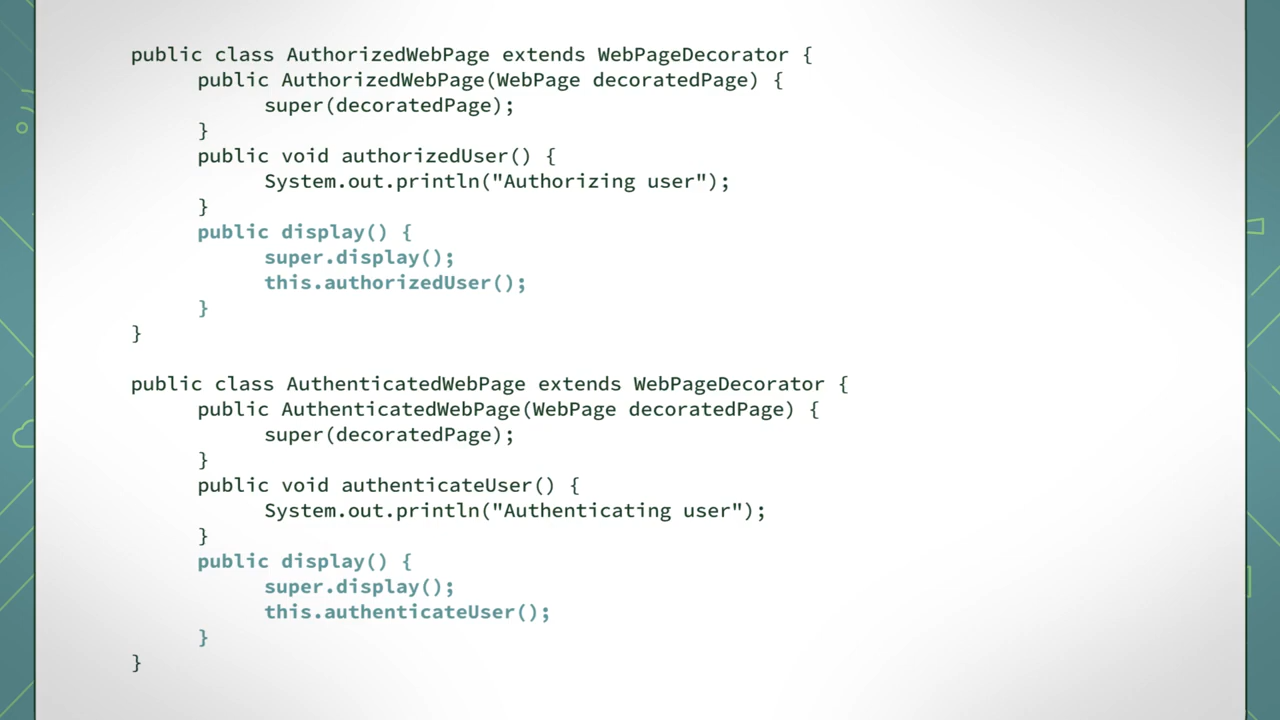 public class AuthorizedWebPage extends WebPageDecorator {
public AuthorizedWebPage(WebPage decoratedPage) {
super(decoratedPage);
}
public void authorizedUser() {
System.out.println("Authorizing user");
}
public display() {
super.display();
this.authorizedUser();
}
}
public class AuthenticatedWebPage extends WebPageDecorator {
public AuthenticatedWebPage(WebPage decoratedPage) {
super(decoratedPage);
}
public void authenticateUser() {
System.out.println("Authenticating user");
}
public display() {
super.display();
this.authenticateUser();
}
}